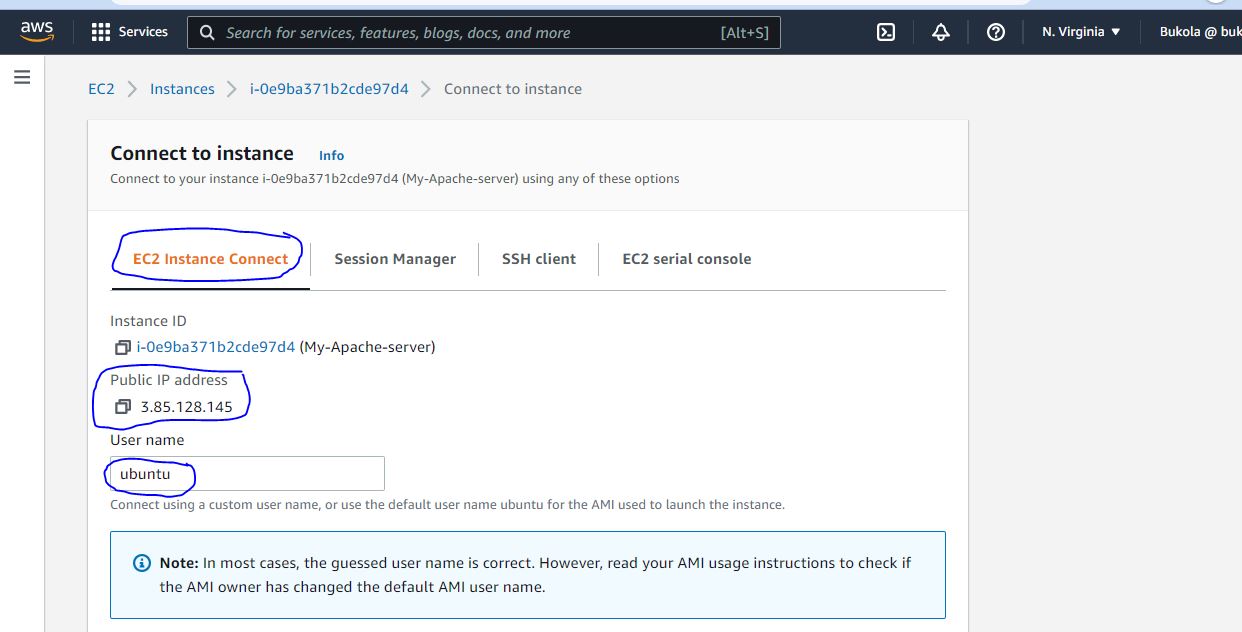 aws
Services
Search for services, features, blogs, docs, and more [Alt+S]
N. Virginia ▼
Bukola @ buk
EC2 > Instances > i-0e9ba371b2cde97d4 > Connect to instance
Connect to instance Info
Connect to your instance i-0e9ba371b2cde97d4 (My-Apache-server) using any of these options
EC2 Instance Connect Session Manager SSH client EC2 serial console
Instance ID
i-0e9ba371b2cde97d4 (My-Apache-server)
Public IP address
3.85.128.145
User name
ubuntu
Connect using a custom user name, or use the default user name ubuntu for the AMI used to launch the instance.
Note: In most cases, the guessed user name is correct. However, read your AMI usage instructions to check if
the AMI owner has changed the default AMI user name.